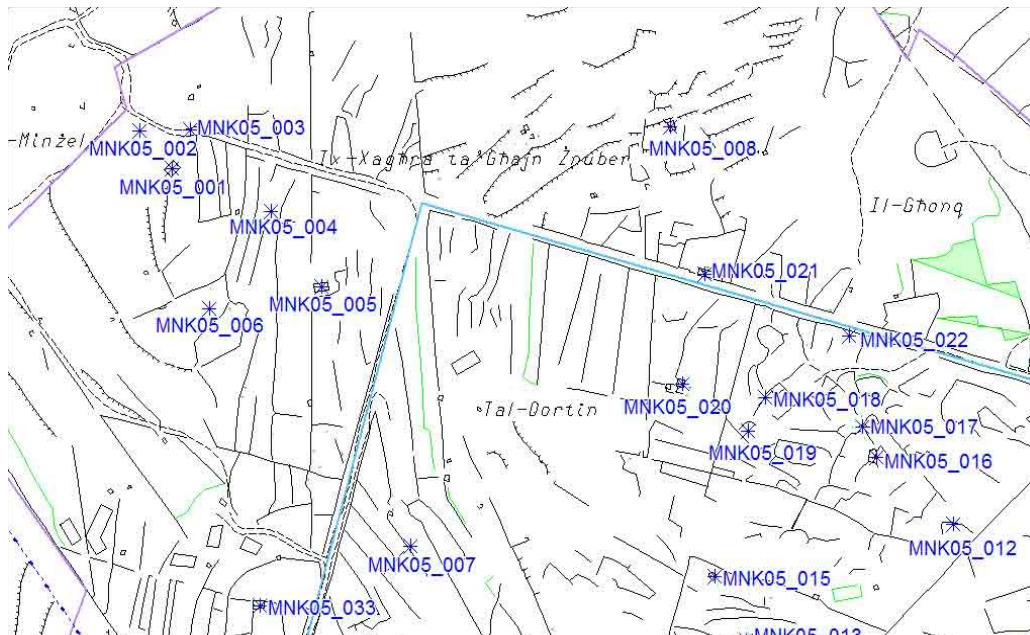 MNK05_003
-Minżel
MNK05_002
Ix-Xagħra ta' Għajn Żnuber
MNK05_008
MNK05_001
MNK05_004
Il-Għonq
MNK05_021
MNK05_005
MNK05_006
MNK05_022
MNK05_020
MNK05_018
Tal-Qortin
MNK05_017
MNK05_019
MNK05_016
MNK05_012
MNK05_007
MNK05_015
MNK05_033
MNK05_013